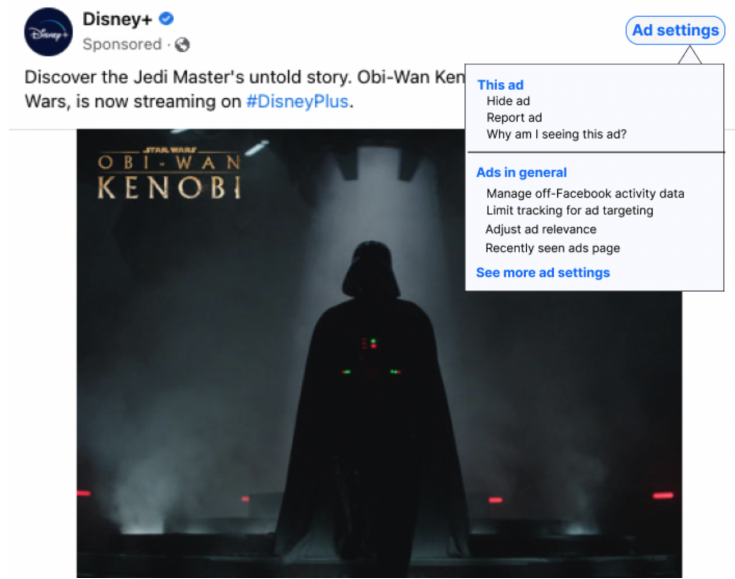 Disney+
Disney+
Sponsored ·
Ad settings
Discover the Jedi Master's untold story. Obi-Wan Ken
Wars, is now streaming on #DisneyPlus.
This ad
Hide ad
Report ad
Why am I seeing this ad?
Ads in general
Manage off-Facebook activity data
Limit tracking for ad targeting
Adjust ad relevance
Recently seen ads page
See more ad settings
STAR WARS
OBI-WAN
KENOBI